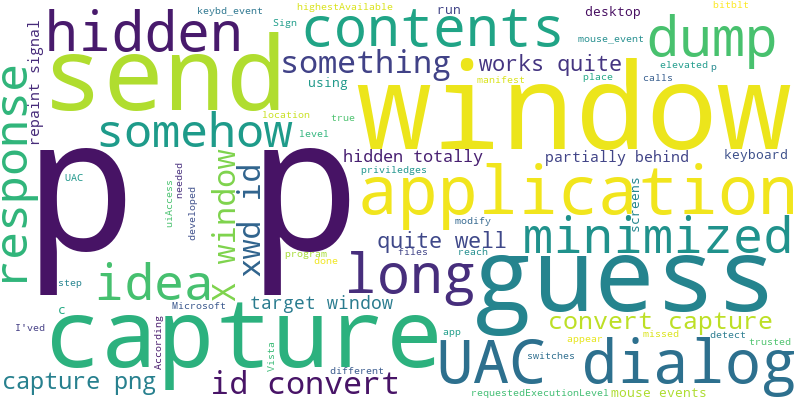 keybd_event highestAvailable run desktop bitblt
hidden Sign contents mouse_event dump
repaint signal send something works quite elevated p
response using manifest place calls
window
somehow location level true
p p hidden totally partially behind keyboard
UAC needed uiAccess developed X window xwd id priviledges application screens
modify
quite well minimized
program done files reach
idea long guess
step target window
C Microsoft
I'ved According capture Vista app convert capture
appear missed detect
different UAC dialog trusted
switches
capture png id convert requestedExecutionLevel mouse events